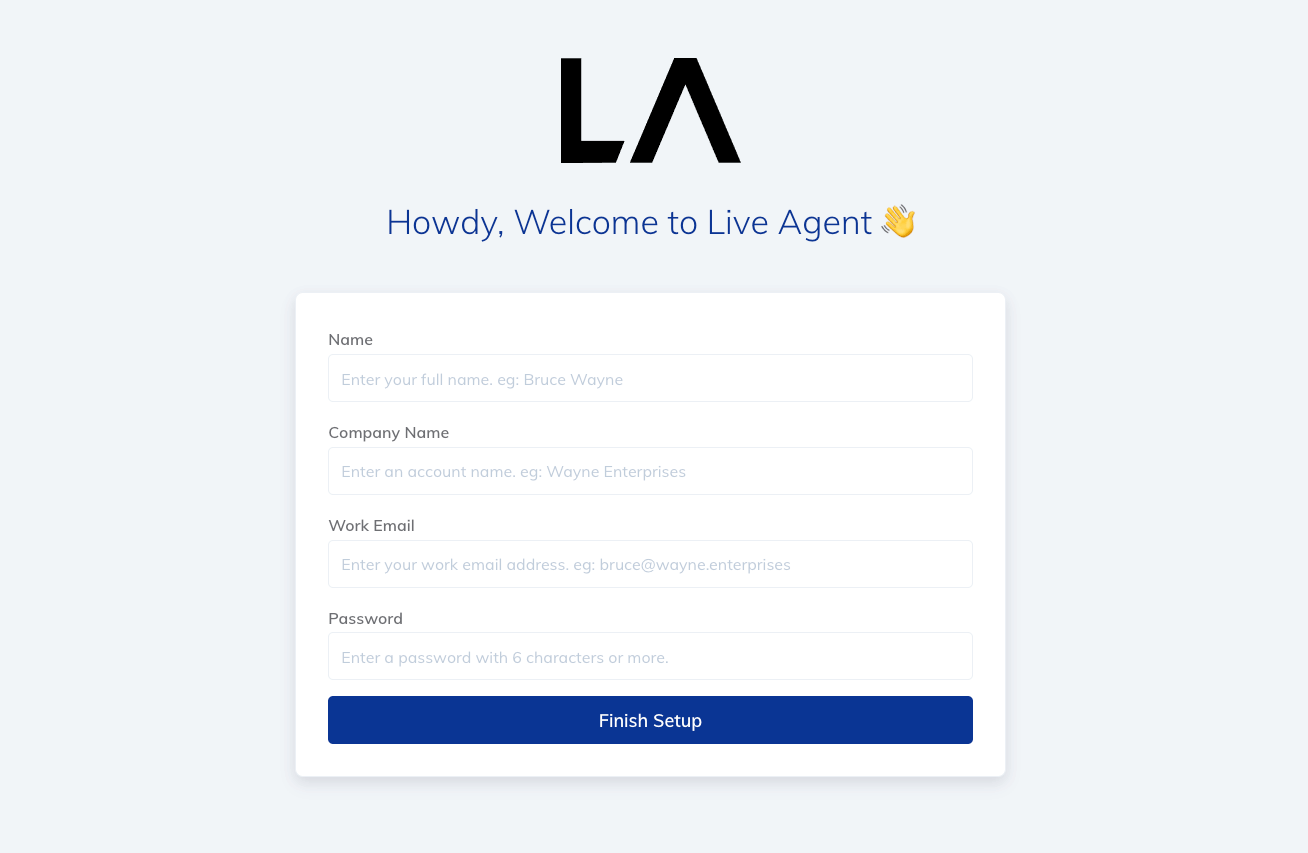 LA
Howdy, Welcome to Live Agent 👋
Name
Enter your full name. eg: Bruce Wayne
Company Name
Enter an account name. eg: Wayne Enterprises
Work Email
Enter your work email address. eg: bruce@wayne.enterprises
Password
Enter a password with 6 characters or more.
Finish Setup